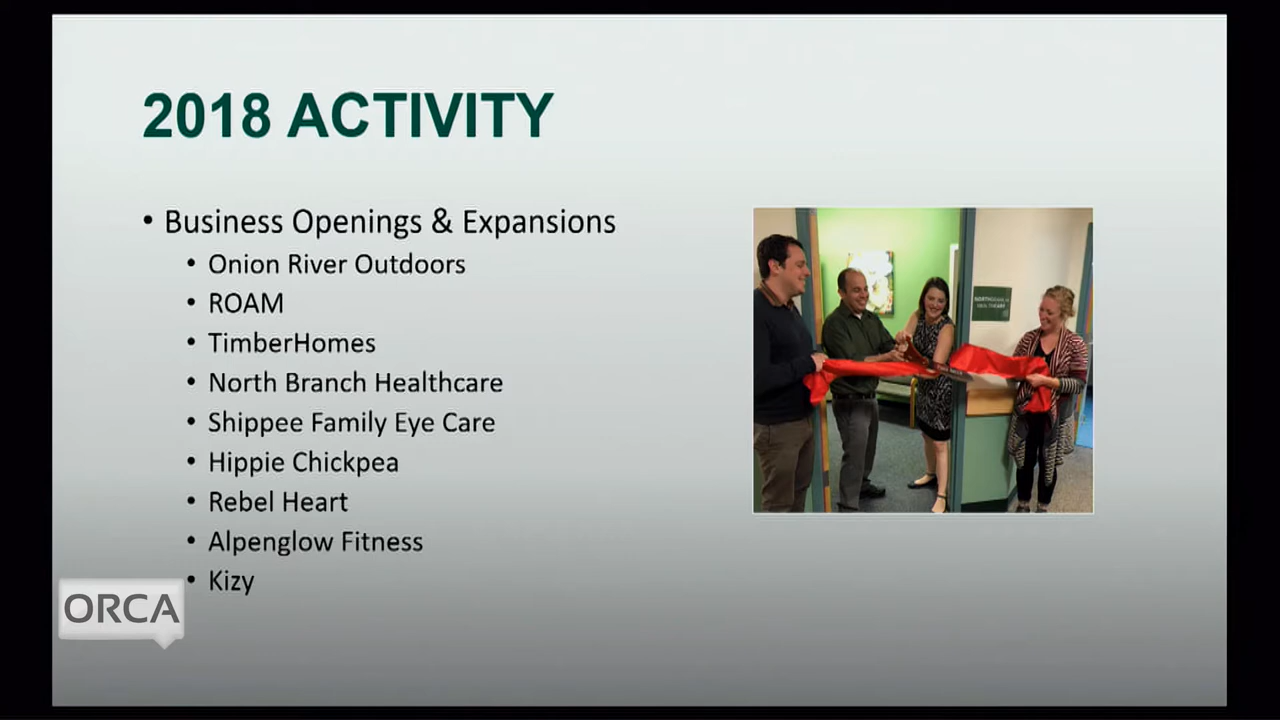 2018 ACTIVITY
• Business Openings & Expansions
• Onion River Outdoors
• ROAM
• TimberHomes
• North Branch Healthcare
• Shippee Family Eye Care
• Hippie Chickpea
• Rebel Heart
• Alpenglow Fitness
• Kizy
ORCA